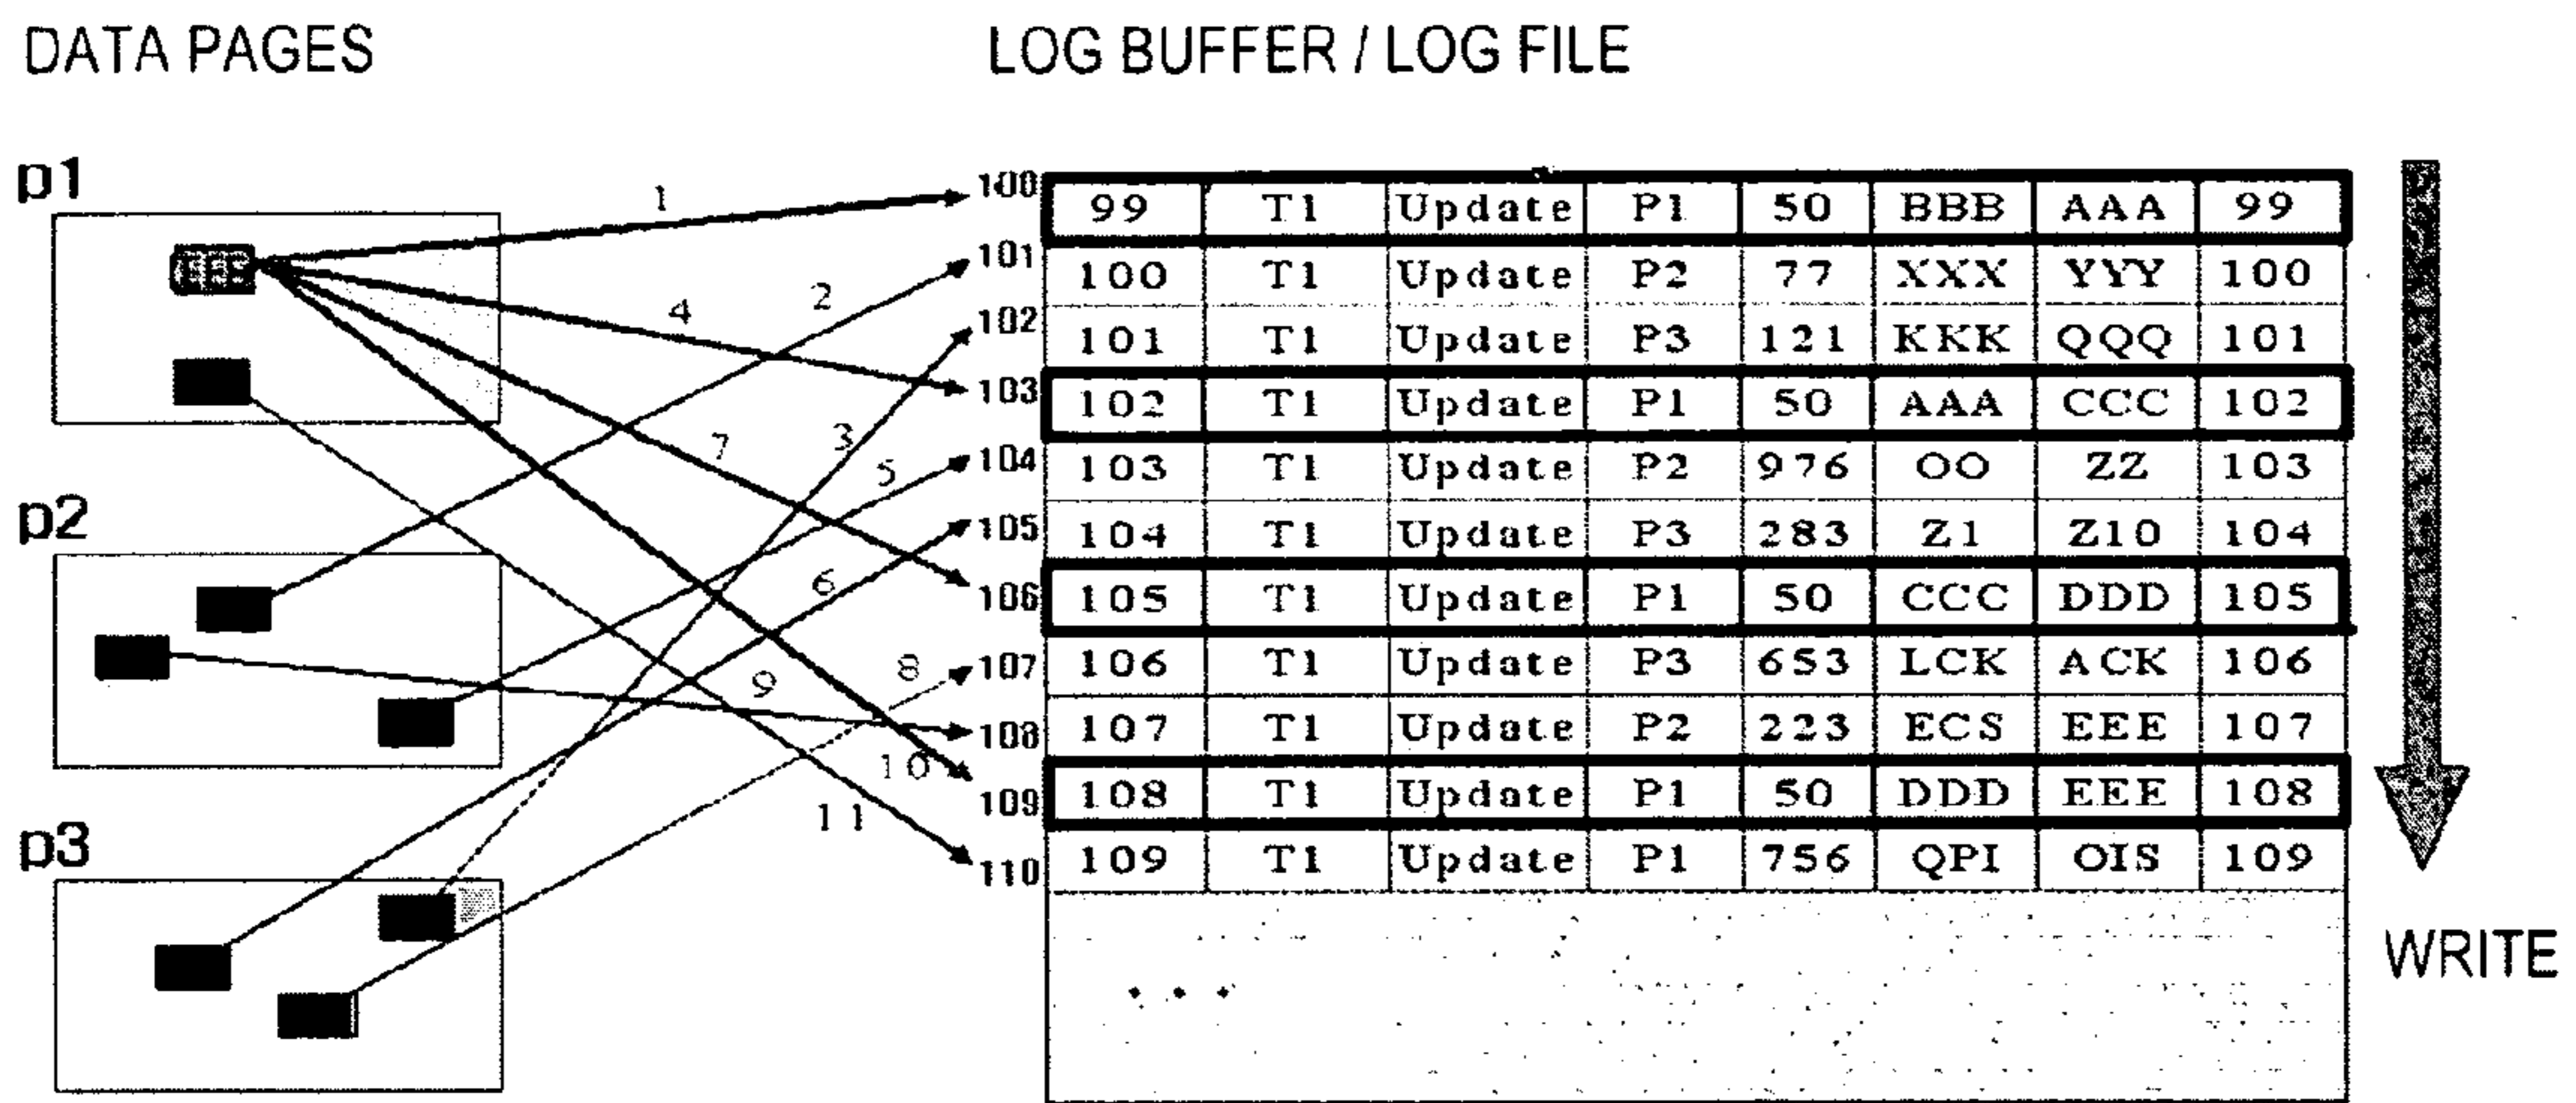 DATA PAGES LOG BUFFER / LOG FILE
p1
EEE
p2
p3
1
2
4
3
7
5
6
8
9
10
11
100 99 T1 Update P1 50 BBB AAA 99
101 100 T1 Update P2 77 XXX YYY 100
102 101 T1 Update P3 121 KKK QQQ 101
103 102 T1 Update P1 50 AAA CCC 102
104 103 T1 Update P2 976 OO ZZ 103
105 104 T1 Update P3 283 Z1 Z10 104
106 105 T1 Update P1 50 CCC DDD 105
107 106 T1 Update P3 653 LCK ACK 106
108 107 T1 Update P2 223 ECS EEE 107
109 108 T1 Update P1 50 DDD EEE 108
110 109 T1 Update P1 756 QPI OIS 109
• • •
WRITE